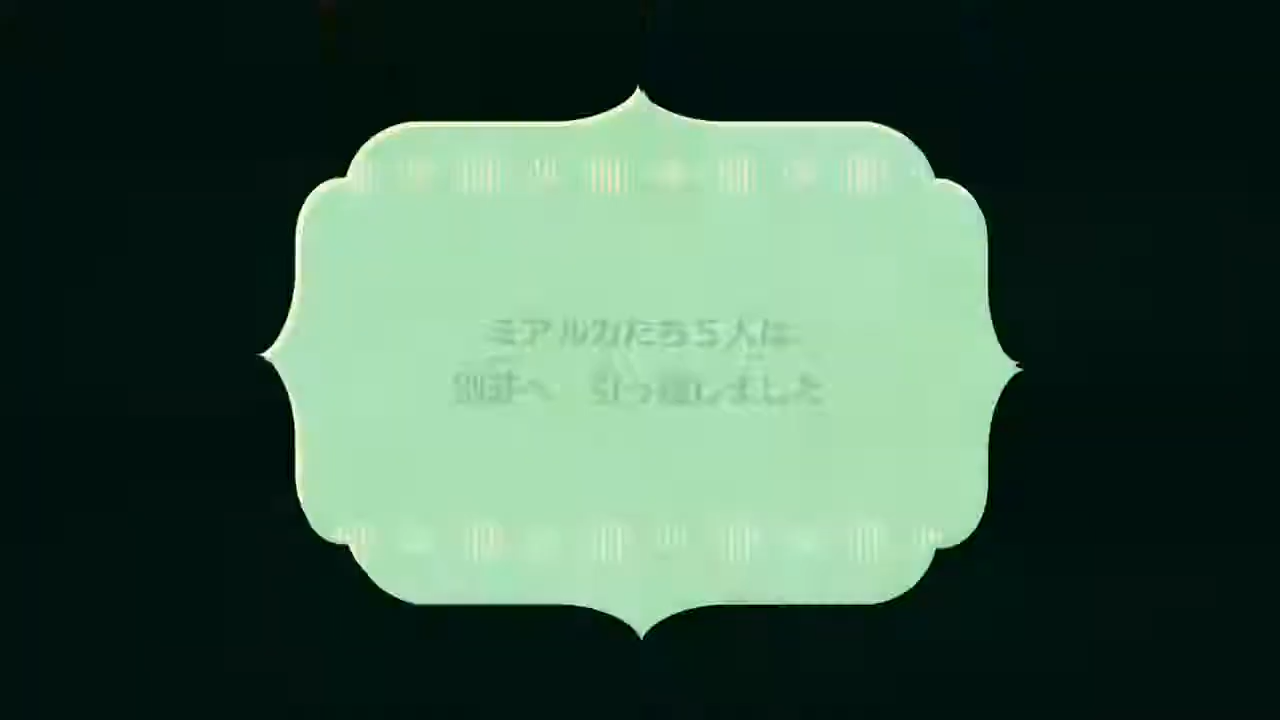 ミアルカたち５人は
別荘へ　引っ越しました